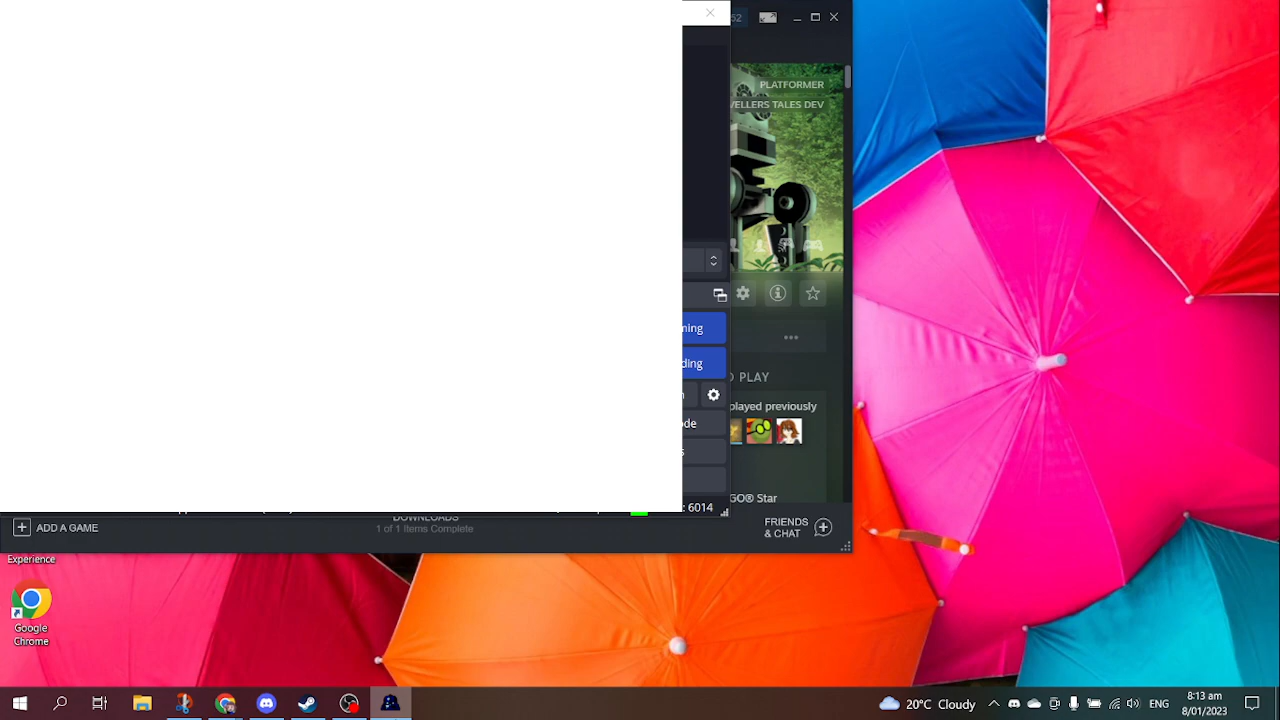 52
PLATFORMER
VELLERS TALES DEV
ning
ding
O PLAY
played previously
ode
s
GO® Star
: 6014
ADD A GAME
DOWNLOADS
1 of 1 Items Complete
FRIENDS
& CHAT
Experience
Google
Chrome
20°C Cloudy
ENG
8:13 am
8/01/2023